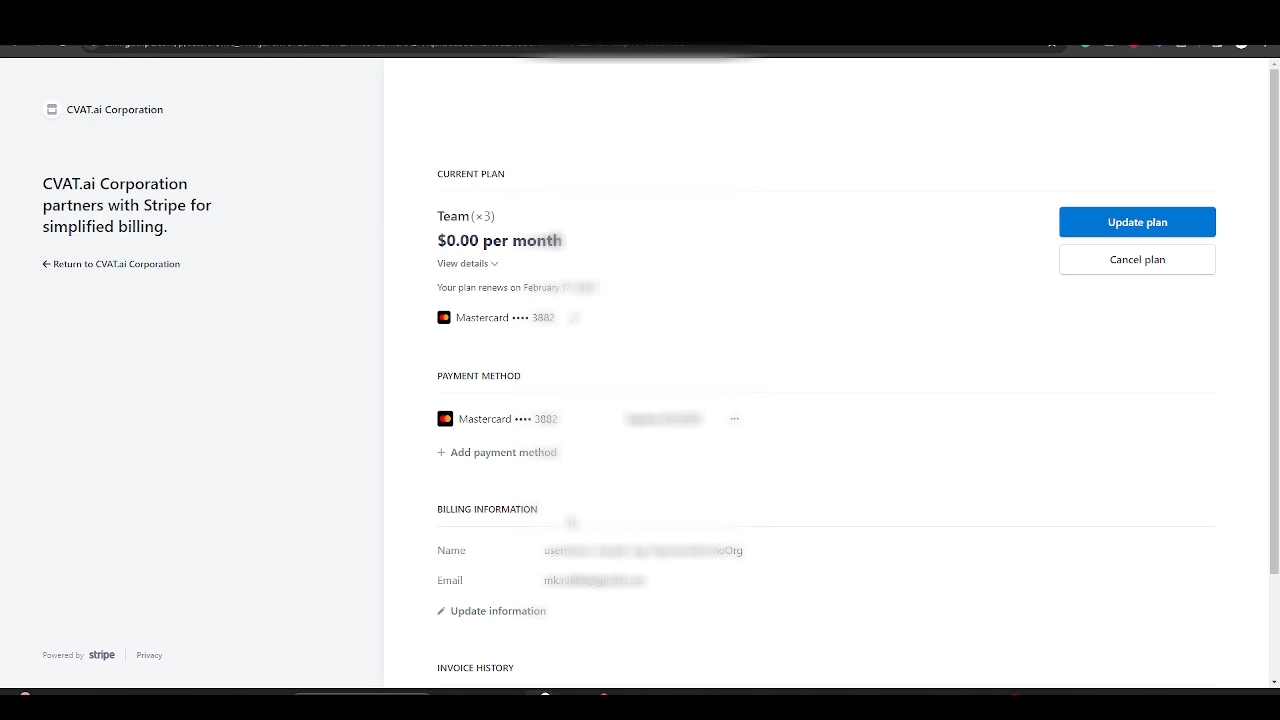 CVAT.ai Corporation
CVAT.ai Corporation
partners with Stripe for
simplified billing.
← Return to CVAT.ai Corporation
CURRENT PLAN
Team (×3)
$0.00 per month
View details
Your plan renews on February 17
Mastercard •••• 3882
Update plan
Cancel plan
PAYMENT METHOD
Mastercard •••• 3882
···
+ Add payment method
BILLING INFORMATION
Name
Email
Update information
INVOICE HISTORY
Powered by stripe
Privacy